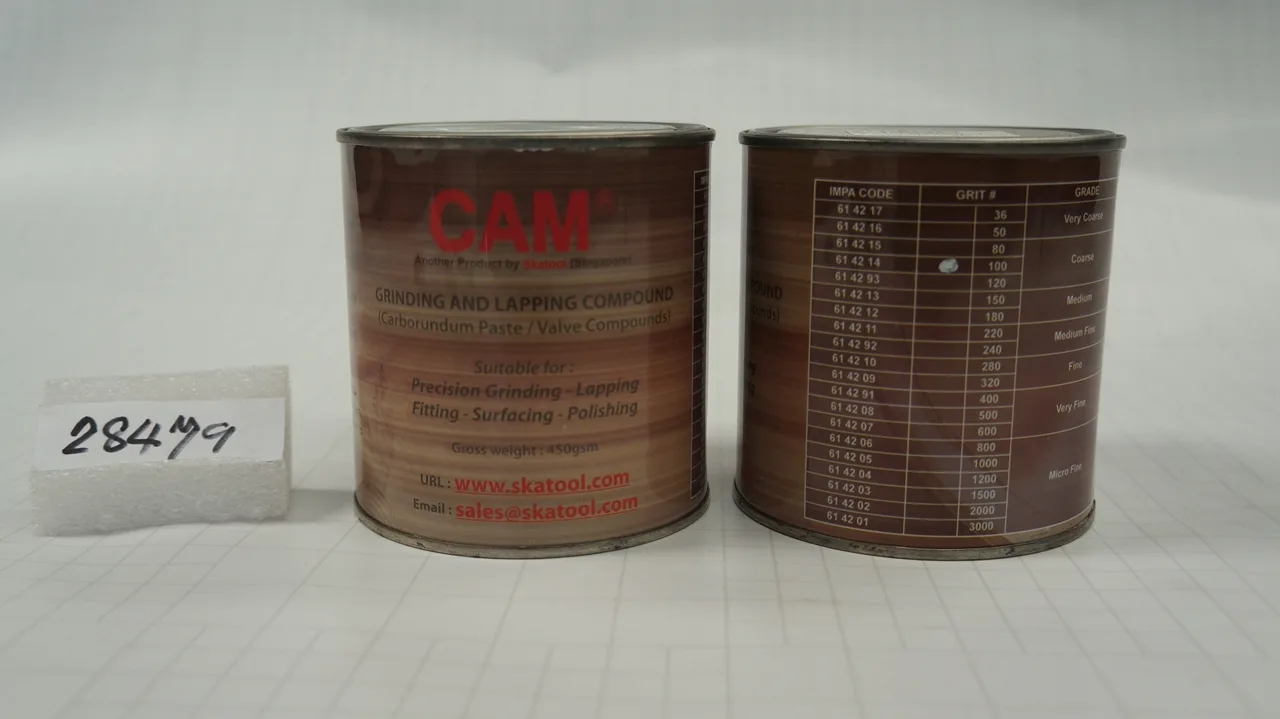 28479
CAM®
Another Product by Skatool (Singapore)
GRINDING AND LAPPING COMPOUND
(Carborundum Paste / Valve Compounds)
Suitable for :
Precision Grinding - Lapping
Fitting - Surfacing - Polishing
Gross weight : 450gsm
URL : www.skatool.com
Email : sales@skatool.com
IMPA CODE GRIT # GRADE
61 42 17 36 Very Coarse
61 42 16 50
61 42 15 80 Coarse
61 42 14 100
61 42 93 120
61 42 13 150 Medium
61 42 12 180
61 42 11 220 Medium Fine
61 42 92 240
61 42 10 280 Fine
61 42 09 320
61 42 91 400 Very Fine
61 42 08 500
61 42 07 600
61 42 06 800 Micro Fine
61 42 05 1000
61 42 04 1200
61 42 03 1500
61 42 02 2000
61 42 01 3000